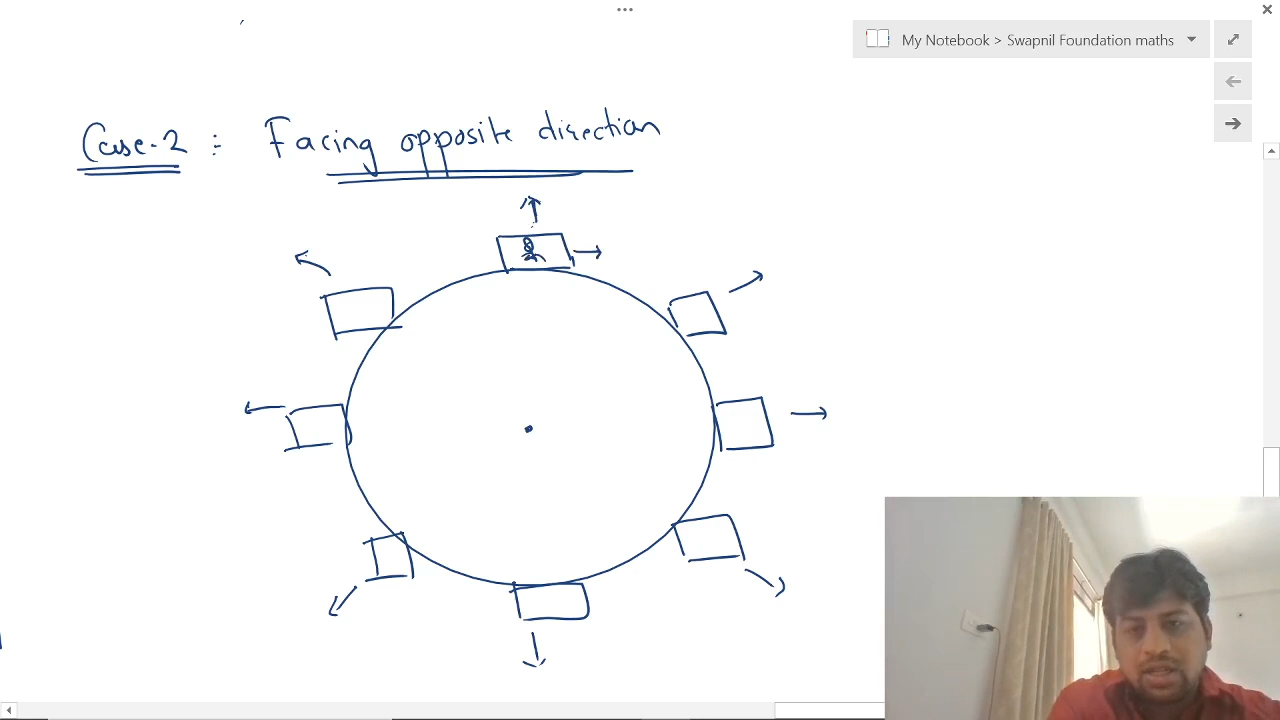 My Notebook > Swapnil Foundation maths
Case-2 : Facing opposite direction